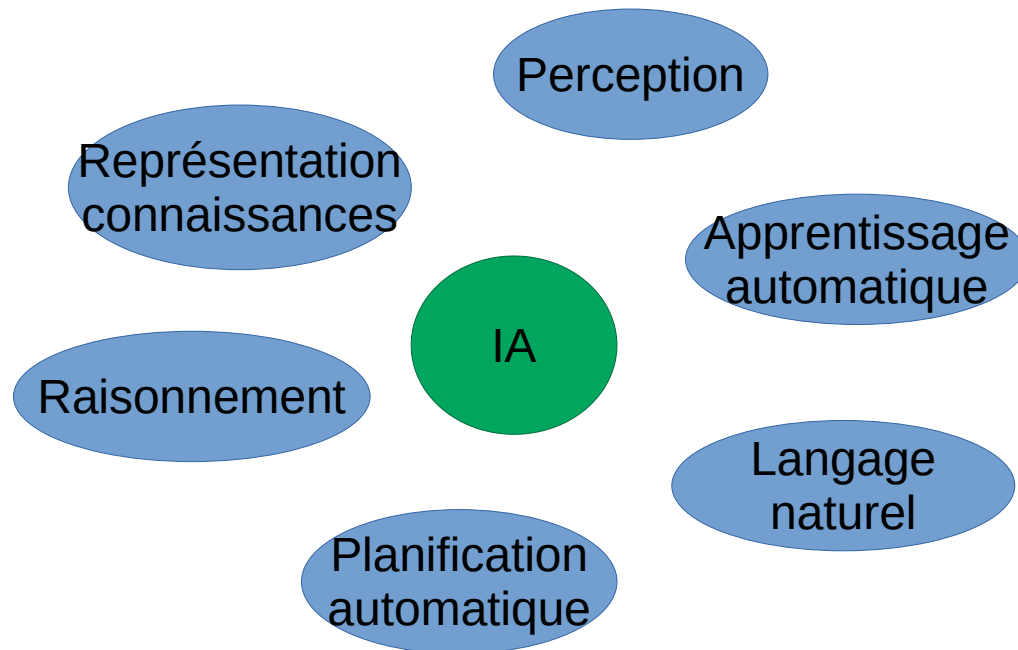 Perception
Représentation
connaissances
Apprentissage
automatique
IA
Raisonnement
Langage
naturel
Planification
automatique